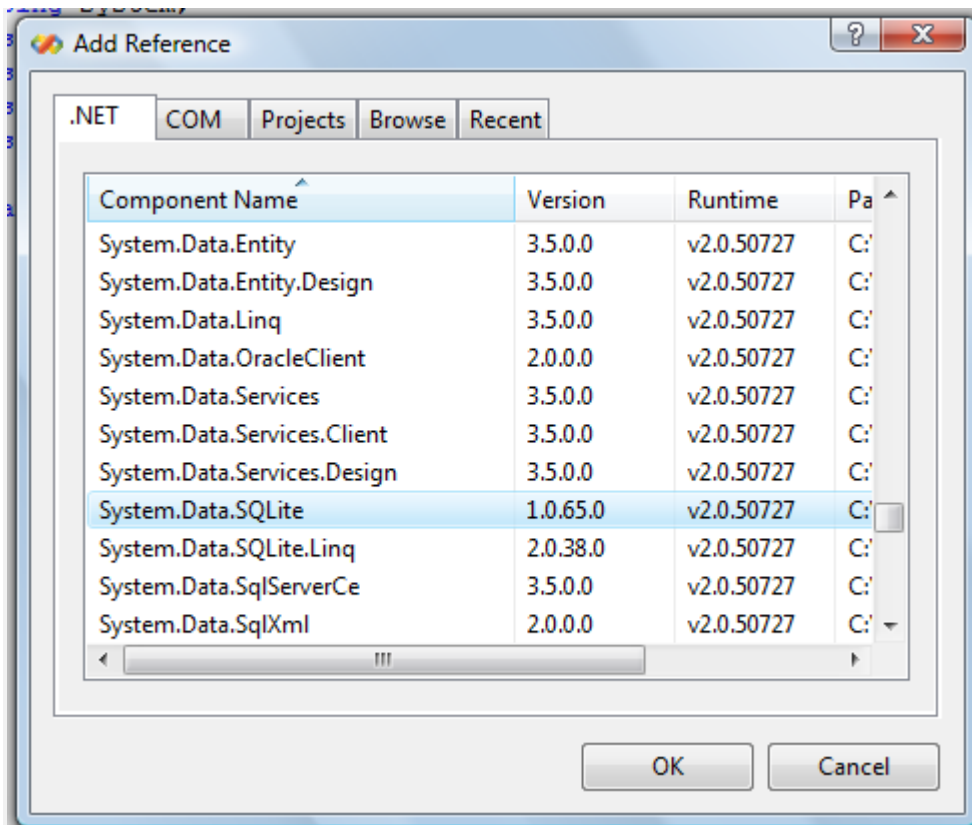 Add Reference
.NET COM Projects Browse Recent
Component Name Version Runtime Pa
System.Data.Entity 3.5.0.0 v2.0.50727 C:\
System.Data.Entity.Design 3.5.0.0 v2.0.50727 C:\
System.Data.Linq 3.5.0.0 v2.0.50727 C:\
System.Data.OracleClient 2.0.0.0 v2.0.50727 C:\
System.Data.Services 3.5.0.0 v2.0.50727 C:\
System.Data.Services.Client 3.5.0.0 v2.0.50727 C:\
System.Data.Services.Design 3.5.0.0 v2.0.50727 C:\
System.Data.SQLite 1.0.65.0 v2.0.50727 C:\
System.Data.SQLite.Linq 2.0.38.0 v2.0.50727 C:\
System.Data.SqlServerCe 3.5.0.0 v2.0.50727 C:\
System.Data.SqlXml 2.0.0.0 v2.0.50727 C:\
OK Cancel